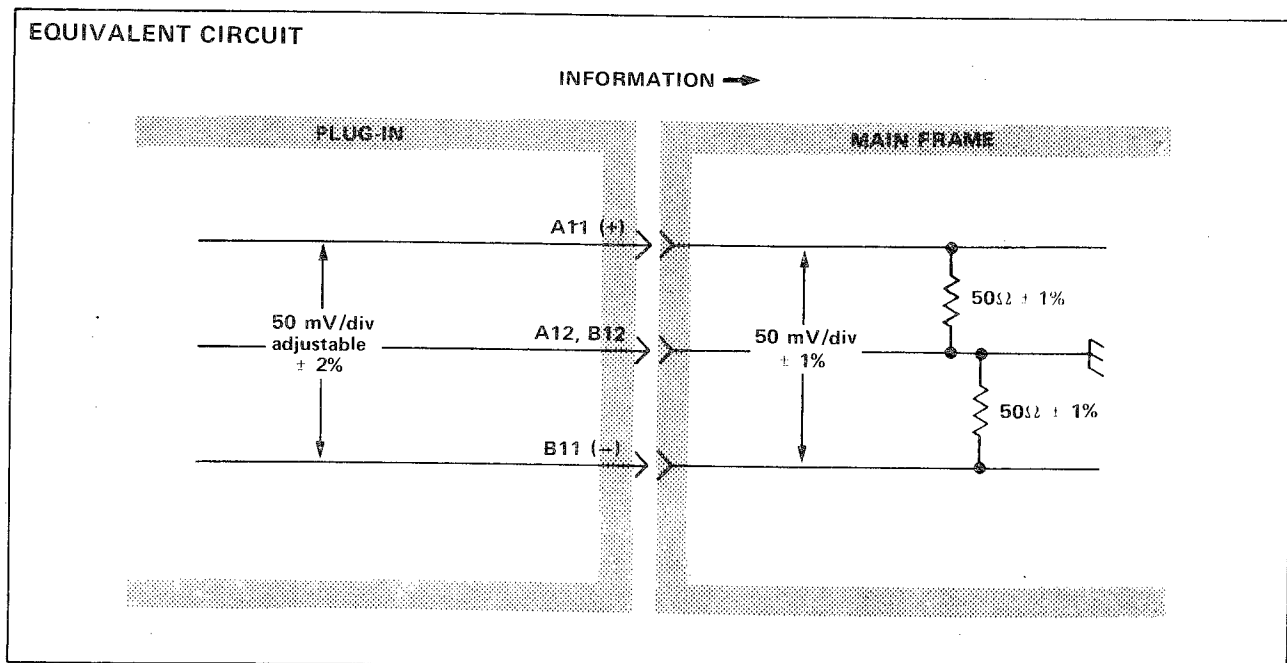 EQUIVALENT CIRCUIT
INFORMATION
PLUG-IN
MAIN FRAME
A11 (+)
50Ω ± 1%
50 mV/div
adjustable
± 2%
A12, B12
50 mV/div
± 1%
50Ω ± 1%
B11 (−)